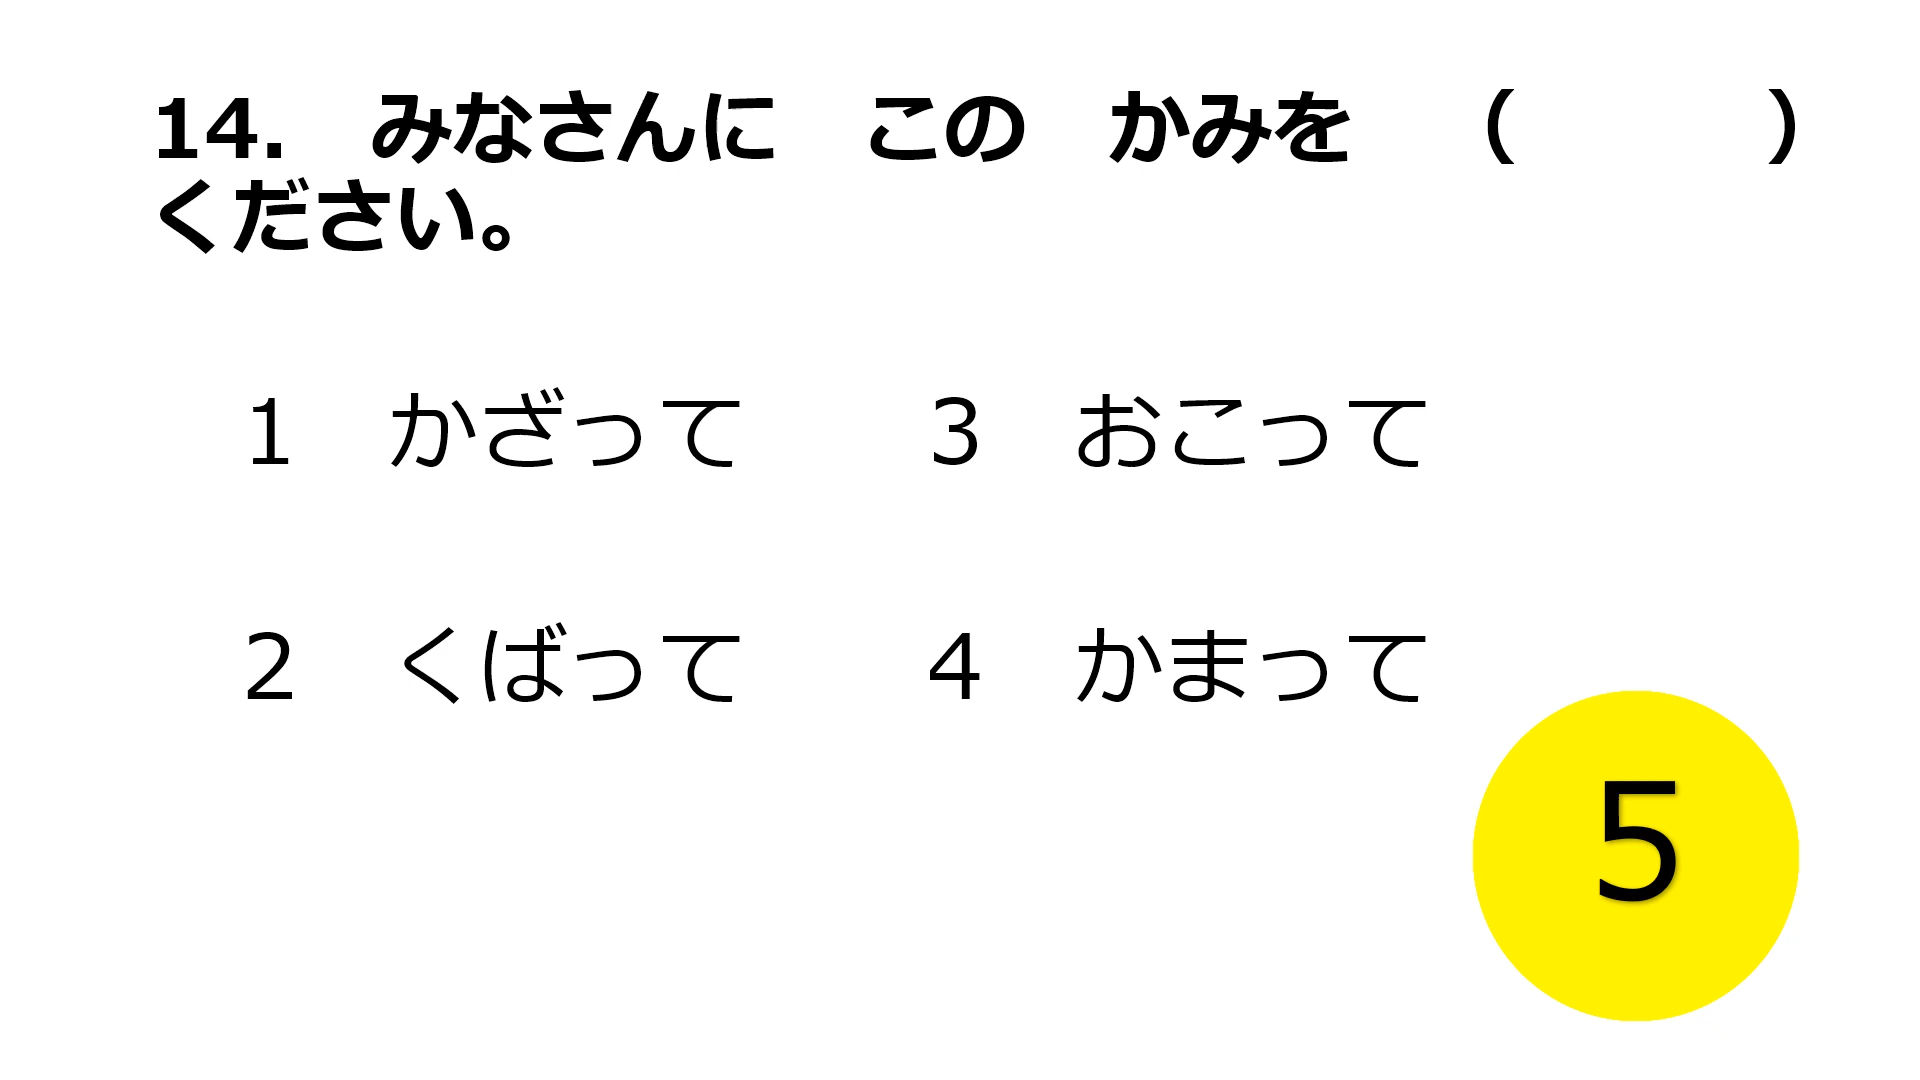 14.　みなさんに　この　かみを　（　　　）
ください。
1　かざって　　3　おこって
2　くばって　　4　かまって
5